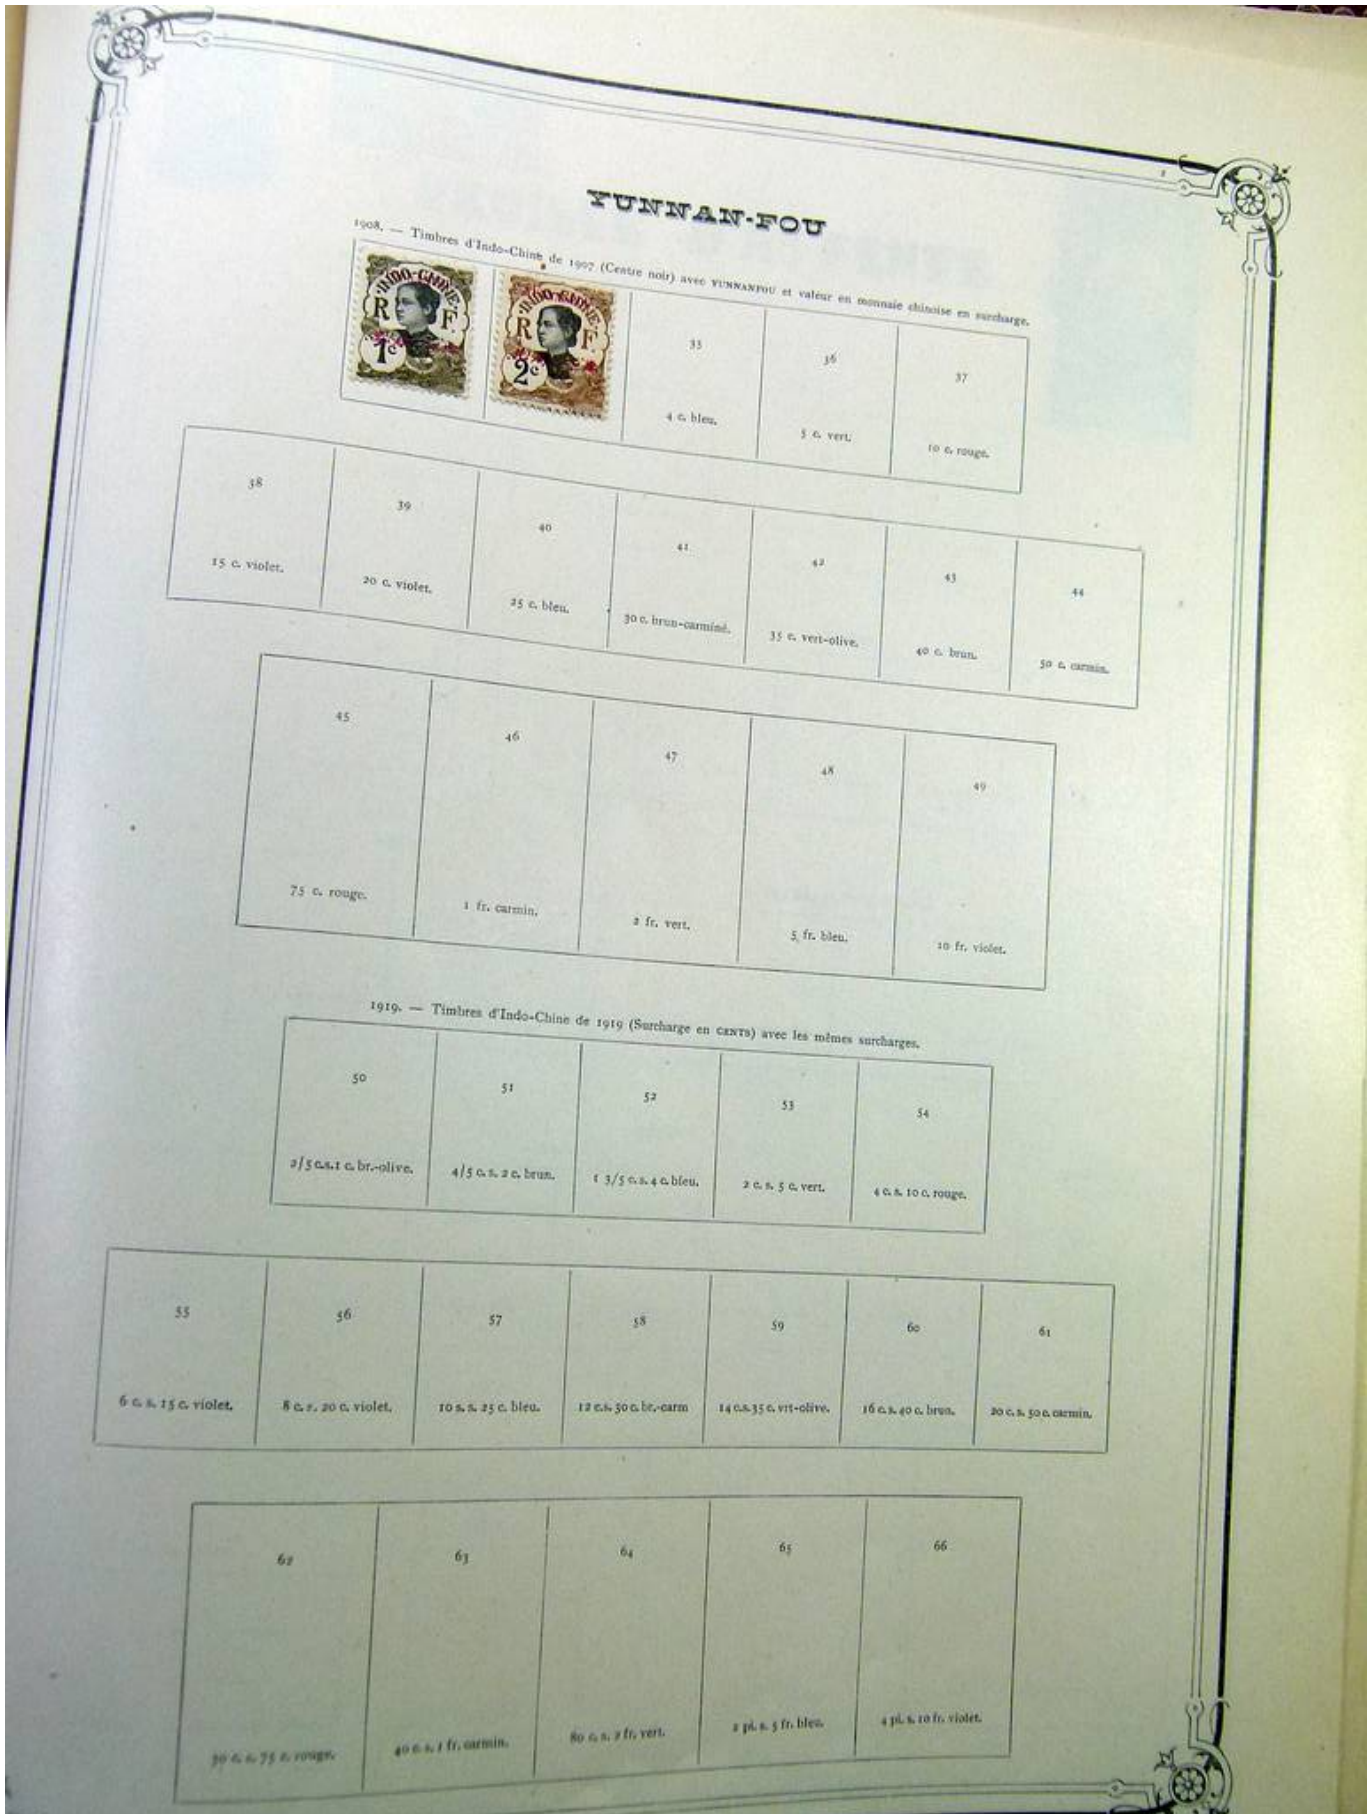 YUNNAN-FOU
1908. — Timbres d'Indo-Chine de 1907 (Centre noir) avec YUNNANFOU et valeur en monnaie chinoise en surcharge.
INDO-CHINE
R F
1c
INDO-CHINE
R F
2c
35
4 c. bleu.
36
5 c. vert.
37
10 c. rouge.
38
15 c. violet.
39
20 c. violet.
40
25 c. bleu.
41
30 c. brun-carminé.
42
35 c. vert-olive.
43
40 c. brun.
44
50 c. carmin.
45
75 c. rouge.
46
1 fr. carmin.
47
2 fr. vert.
48
5 fr. bleu.
49
10 fr. violet.
1919. — Timbres d'Indo-Chine de 1919 (Surcharge en CENTS) avec les mêmes surcharges.
50
2/5 c.s.1 c. br.-olive.
51
4/5 c. s. 2 c. brun.
52
1 3/5 c. s. 4 c. bleu.
53
2 c. s. 5 c. vert.
54
4 c. s. 10 c. rouge.
55
6 c. s. 15 c. violet.
56
8 c. s. 20 c. violet.
57
10 s. s. 25 c. bleu.
58
12 c.s. 30 c. br.-carm
59
14 c.s.35 c. vrt-olive.
60
16 c. s. 40 c. brun.
61
20 c. s. 50 c. carmin.
62
30 c. s. 75 c. rouge.
63
40 c. s. 1 fr. carmin.
64
80 c. s. 2 fr. vert.
65
2 pi. s. 5 fr. bleu.
66
4 pi. s. 10 fr. violet.